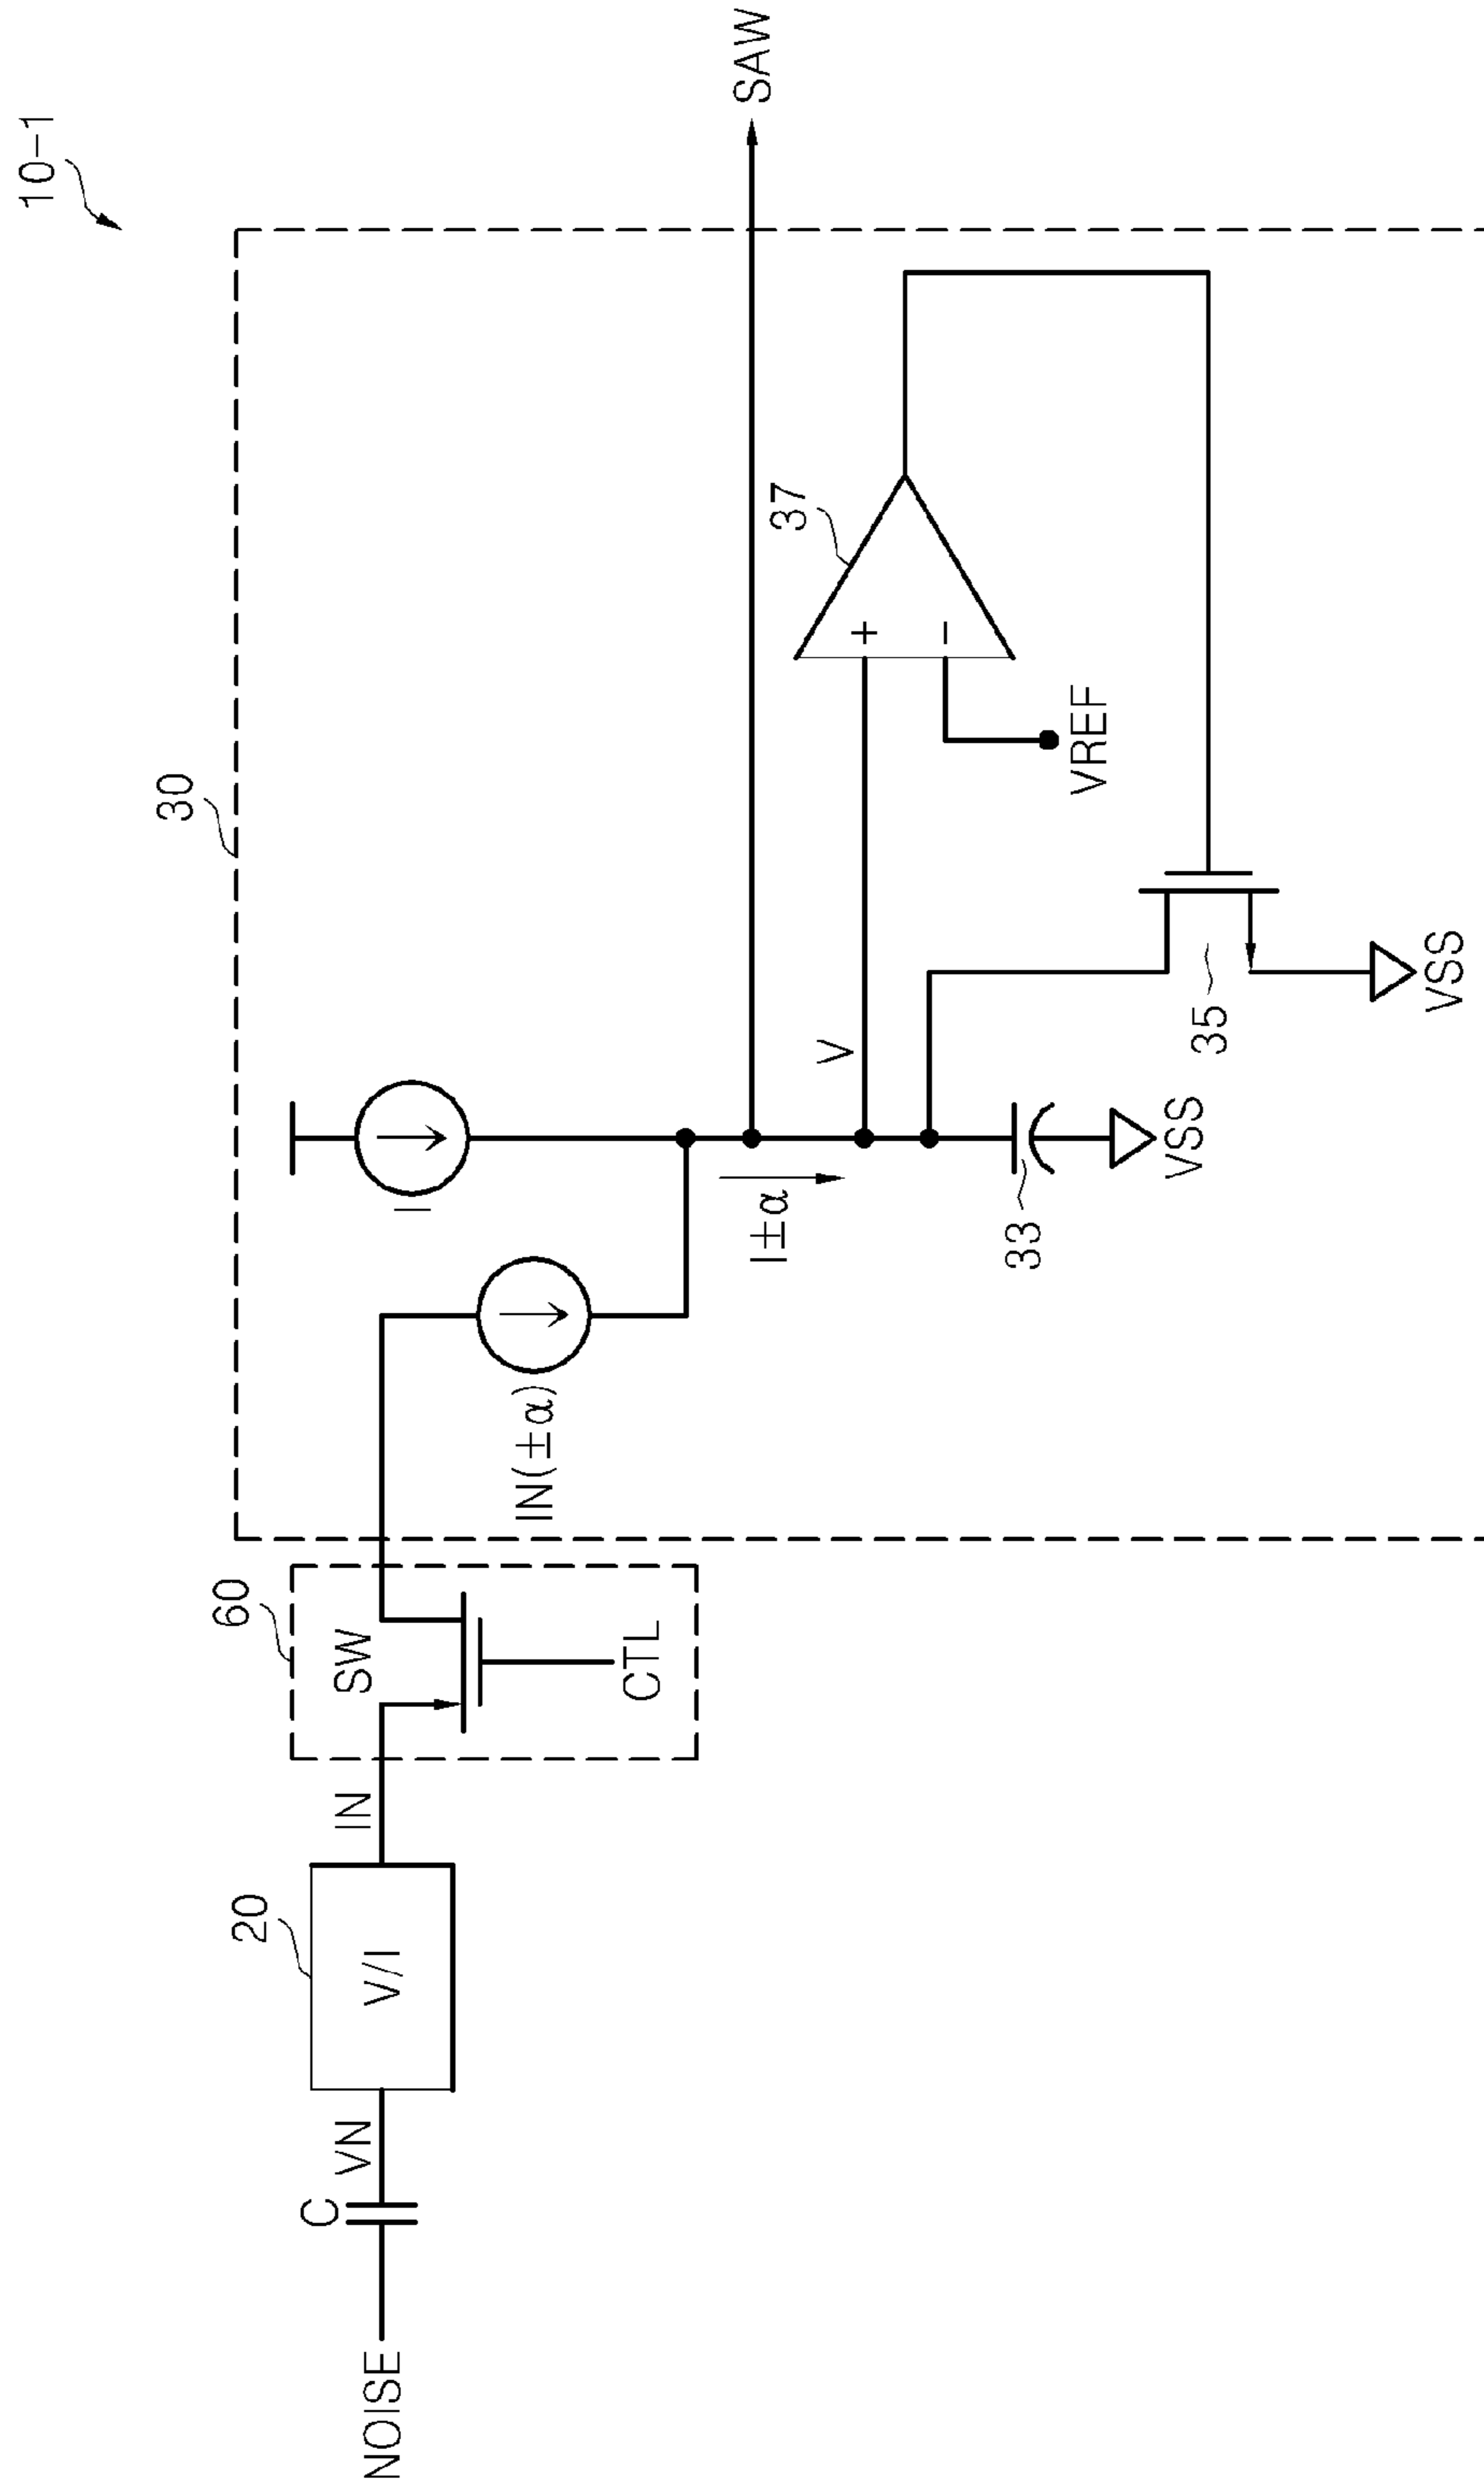 10-1
30
60
20
I
SAW
SW
IN
V/I
VN
C
NOISE
CTL
IN(±α)
I±α
V
37
+
-
VREF
33
VSS
35
VSS